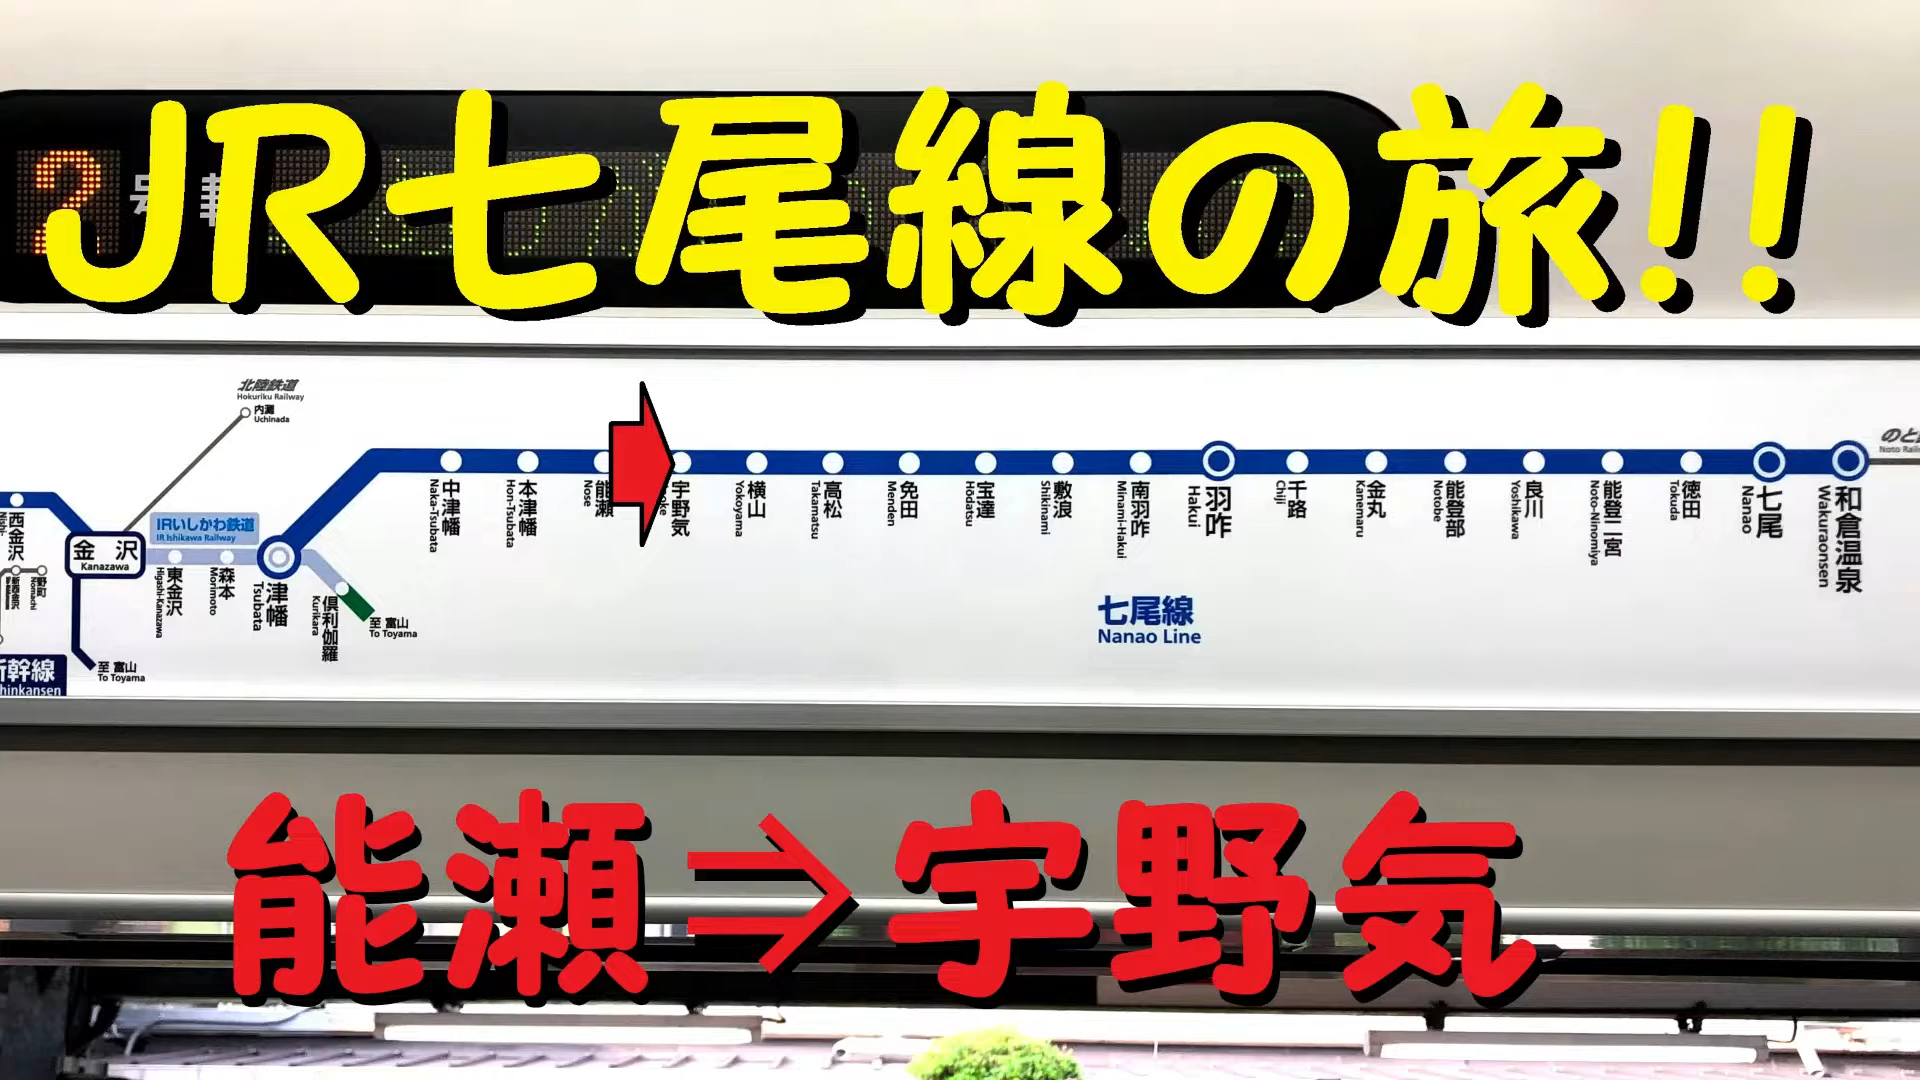 JR七尾線の旅!!
2 号車
北陸鉄道
Hokuriku Railway
内灘
Uchinada
中津幡
Naka-Tsubata
本津幡
Hon-Tsubata
能瀬
Nose
宇野気
横山
Yokoyama
高松
Takamatsu
免田
Menden
宝達
Hōdatsu
敷浪
Shikinami
南羽咋
Minami-Hakui
羽咋
Hakui
千路
Chiji
金丸
Kanemaru
能登部
Notobe
良川
Yoshikawa
能登二宮
Noto-Ninomiya
徳田
Tokuda
七尾
Nanao
和倉温泉
Wakuraonsen
西金沢
金沢
Kanazawa
IRいしかわ鉄道
IR Ishikawa Railway
東金沢
Higashi-Kanazawa
森本
Morimoto
津幡
Tsubata
倶利伽羅
Kurikara
至 富山
To Toyama
野町
Nomachi
至 富山
To Toyama
幹線
hinkansen
七尾線
Nanao Line
能瀬⇒宇野気